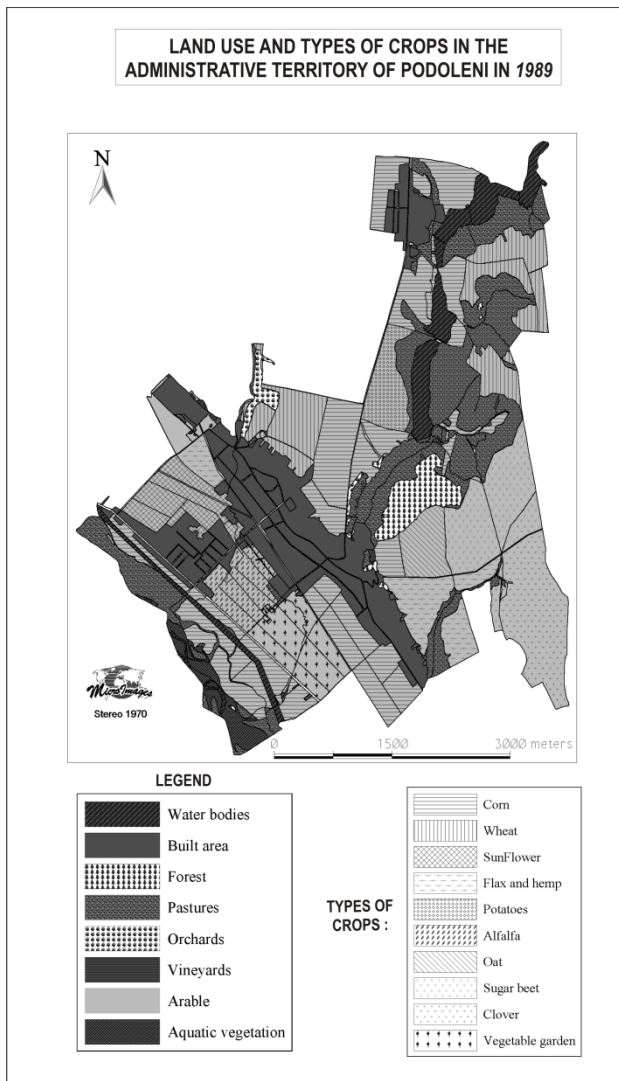 LAND USE AND TYPES OF CROPS IN THE
ADMINISTRATIVE TERRITORY OF PODOLENI IN 1989
N
MicroImages
Stereo 1970
0 1500 3000 meters
LEGEND
Water bodies
Built area
Forest
Pastures
Orchards
Vineyards
Arable
Aquatic vegetation
TYPES OF
CROPS :
Corn
Wheat
SunFlower
Flax and hemp
Potatoes
Alfalfa
Oat
Sugar beet
Clover
Vegetable garden